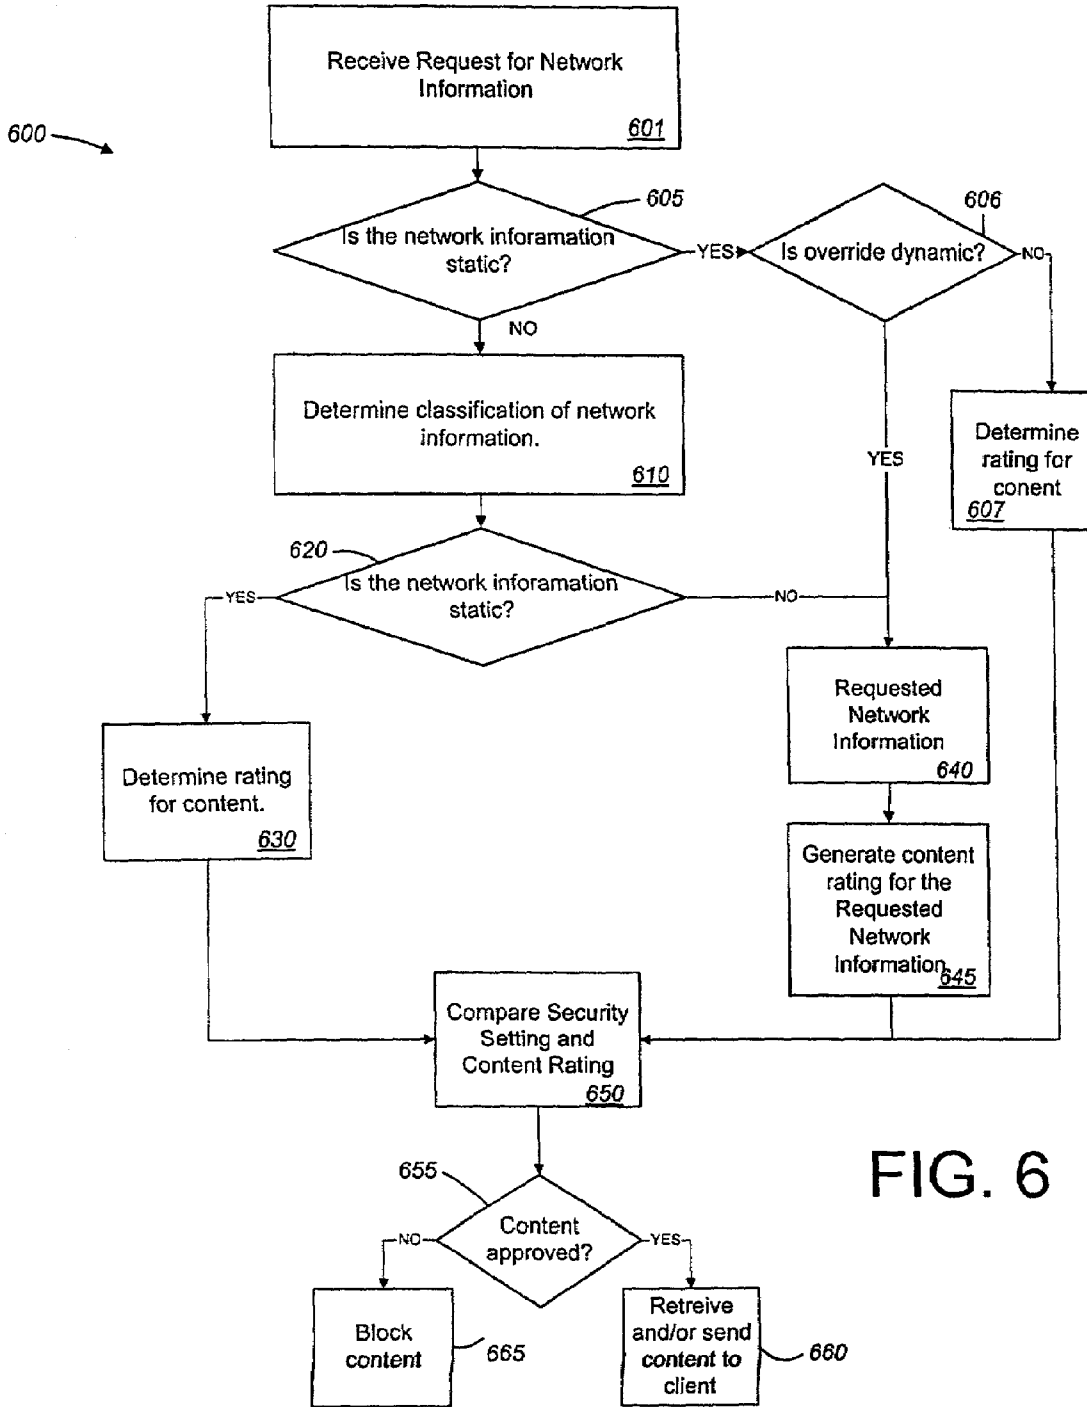 Receive Request for Network
Information
601
600
605
Is the network inforamation
static?
YES
606
Is override dynamic?
NO
NO
Determine classification of network
information.
610
YES
Determine
rating for
conent
607
620
Is the network inforamation
static?
YES
NO
Requested
Network
Information
640
Determine rating
for content.
630
Generate content
rating for the
Requested
Network
Information
645
Compare Security
Setting and
Content Rating
650
FIG. 6
655
Content
approved?
NO
YES
Block
content
665
Retreive
and/or send
content to
client
660